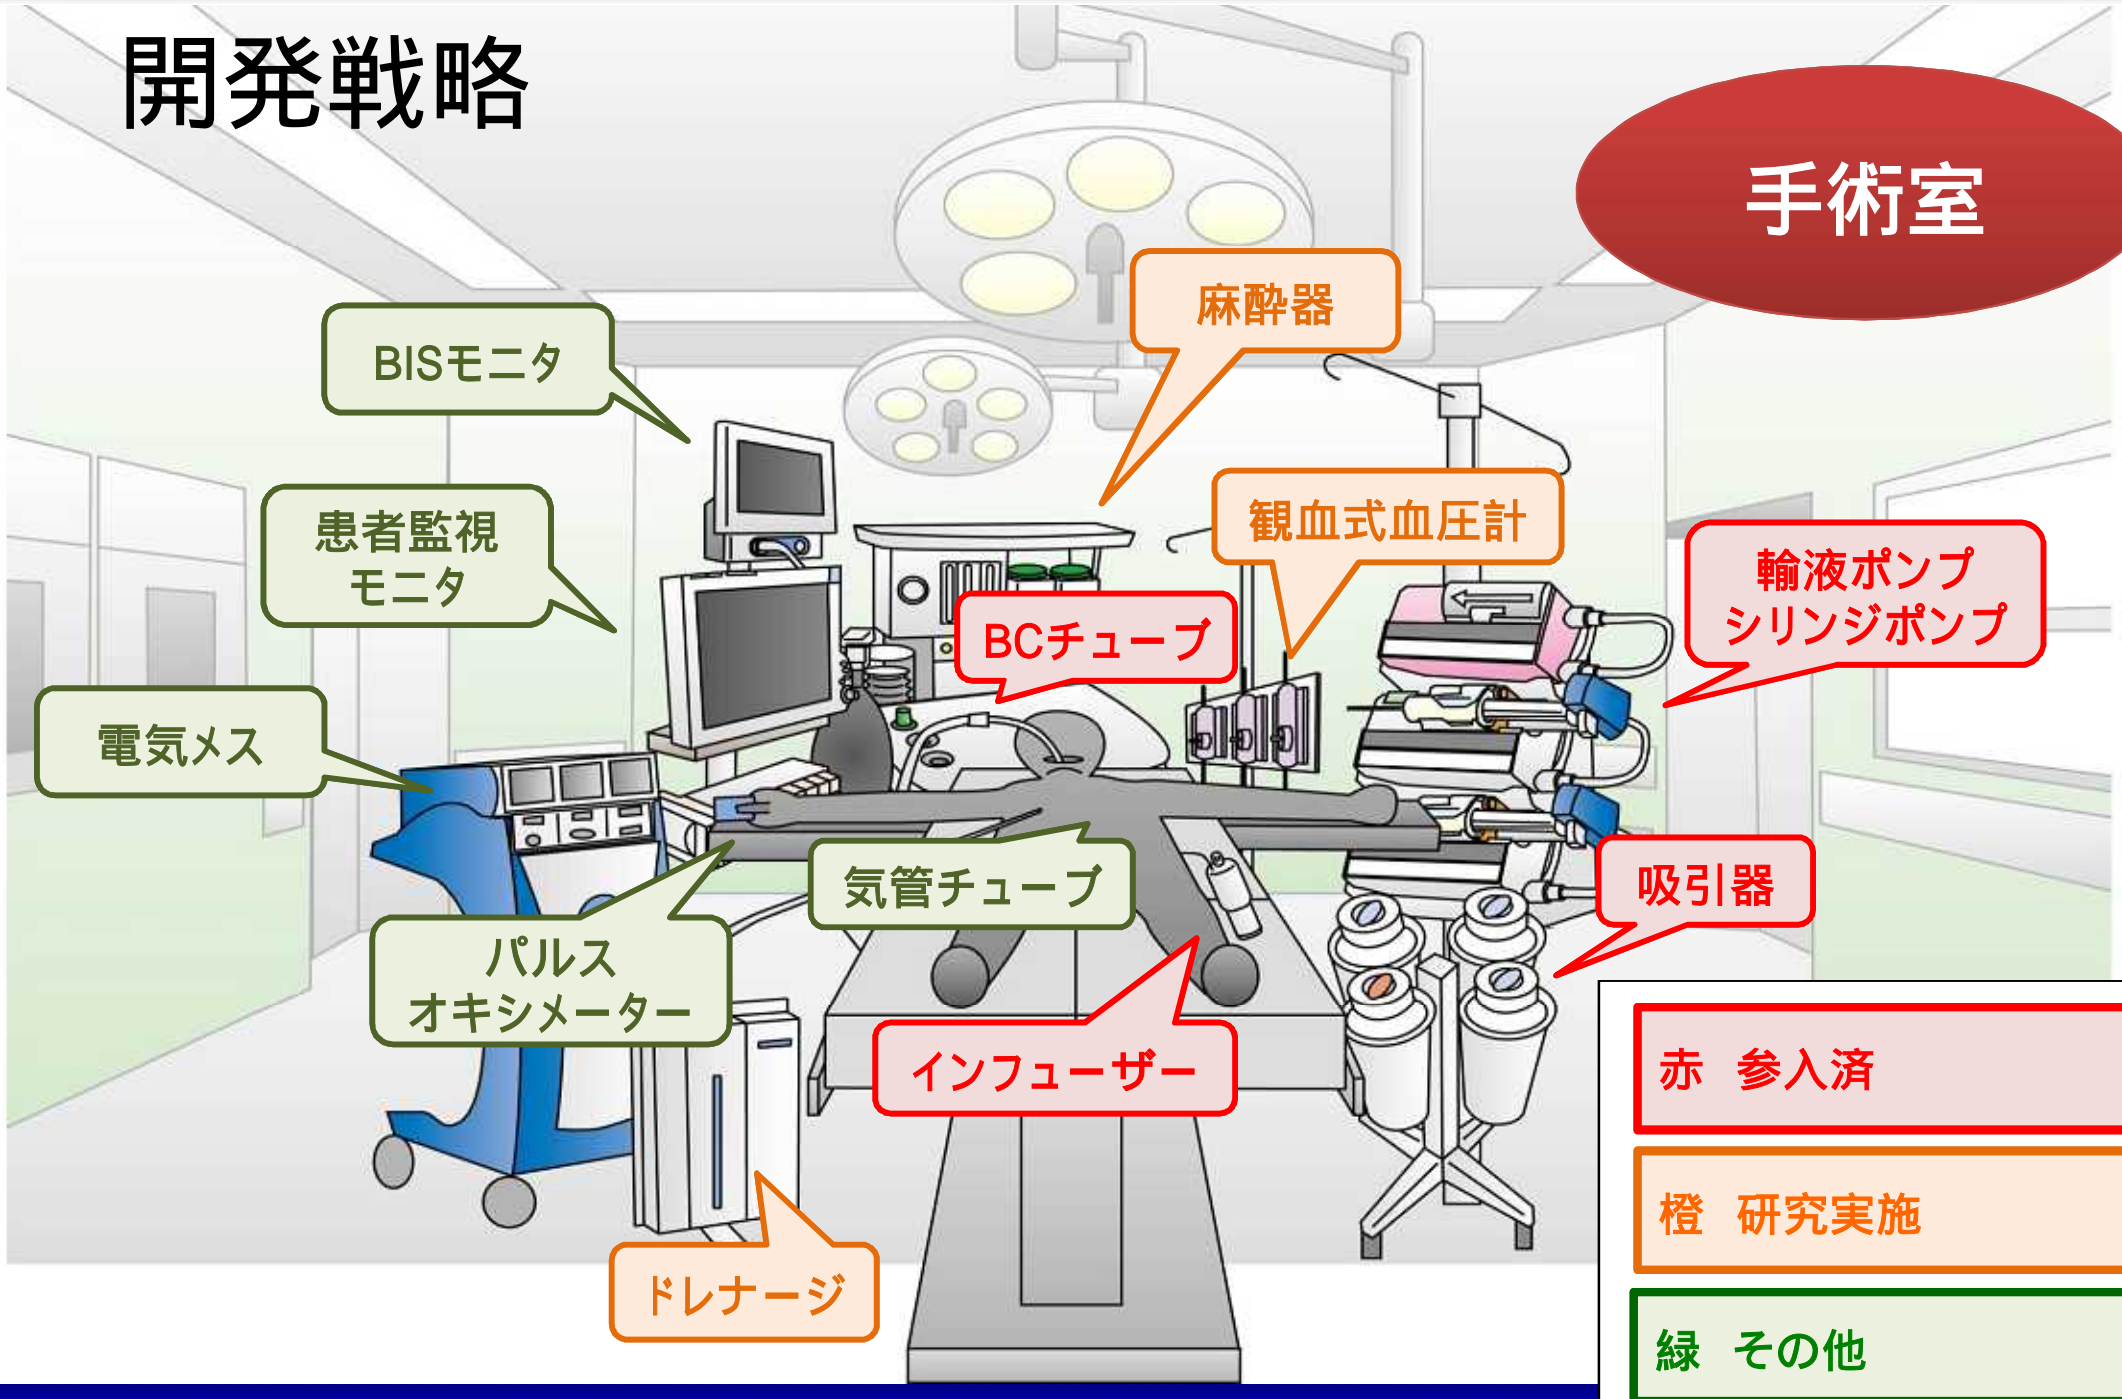 開発戦略
手術室
麻酔器
BISモニタ
観血式血圧計
患者監視
モニタ
輸液ポンプ
シリンジポンプ
BCチューブ
電気メス
気管チューブ
吸引器
パルス
オキシメーター
インフューザー
ドレナージ
赤　参入済
橙　研究実施
緑　その他